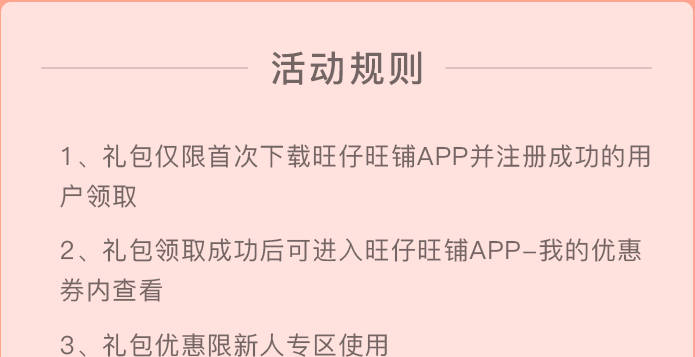 活动规则
1、礼包仅限首次下载旺仔旺铺APP并注册成功的用
户领取
2、礼包领取成功后可进入旺仔旺铺APP-我的优惠
券内查看
3、礼包优惠限新人专区使用